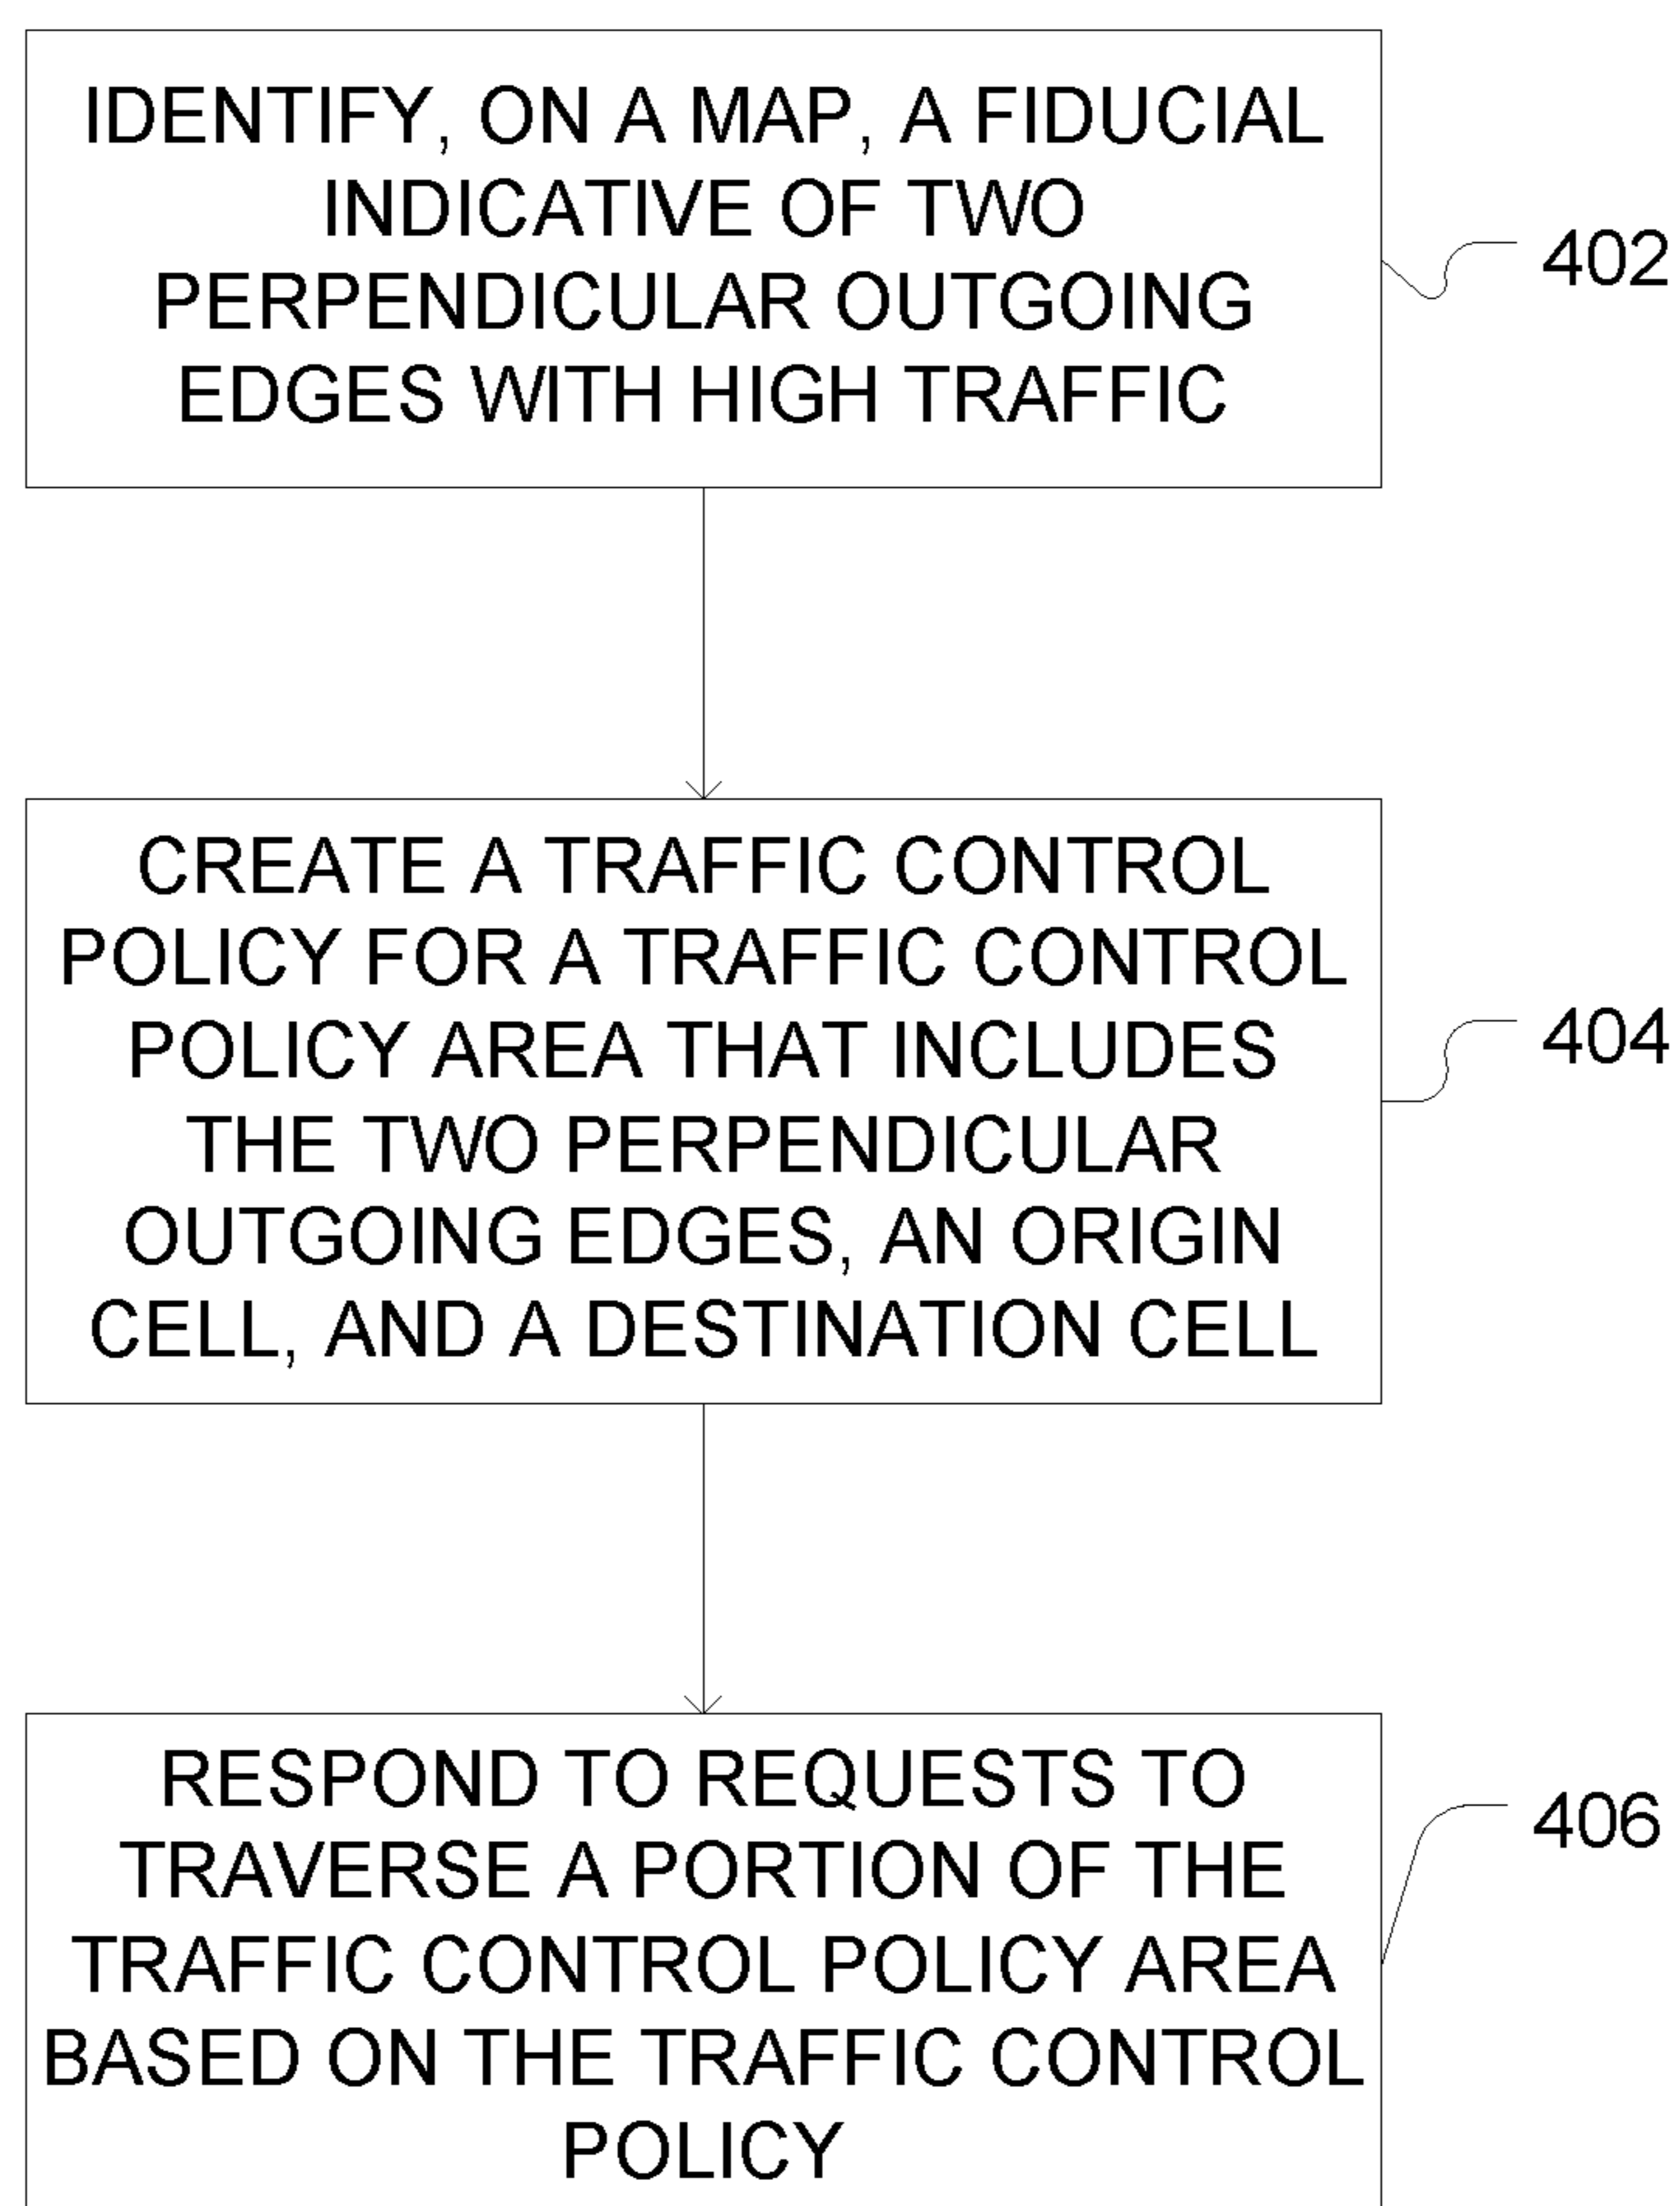 IDENTIFY, ON A MAP, A FIDUCIAL
INDICATIVE OF TWO
PERPENDICULAR OUTGOING
EDGES WITH HIGH TRAFFIC
402
CREATE A TRAFFIC CONTROL
POLICY FOR A TRAFFIC CONTROL
POLICY AREA THAT INCLUDES
THE TWO PERPENDICULAR
OUTGOING EDGES, AN ORIGIN
CELL, AND A DESTINATION CELL
404
RESPOND TO REQUESTS TO
TRAVERSE A PORTION OF THE
TRAFFIC CONTROL POLICY AREA
BASED ON THE TRAFFIC CONTROL
POLICY
406